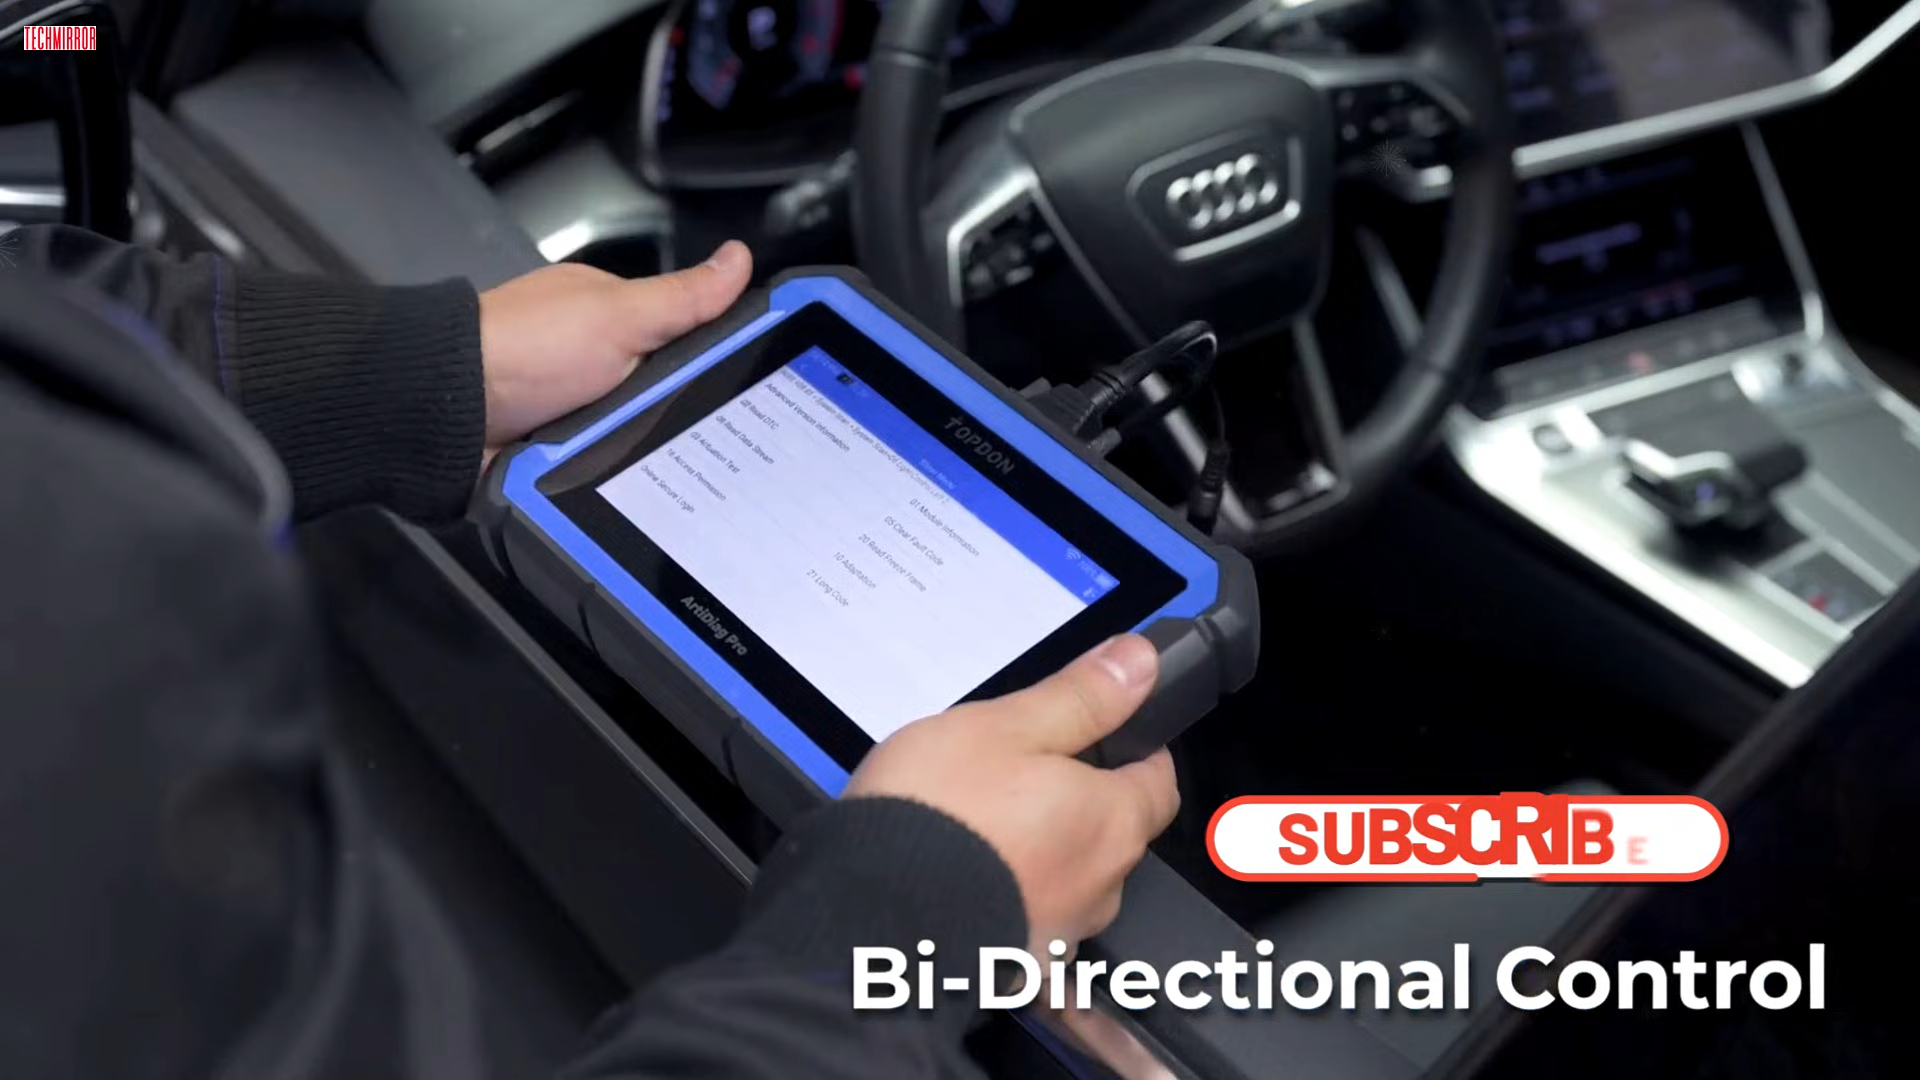 TECHMIRROR
TOPDON
Advanced Version Information
01 Module Information
02 Read DTC
05 Clear Fault Code
08 Read Data Stream
20 Read Freeze Frame
03 Actuation Test
10 Adaptation
16 Access Permission
21 Long Code
Online Secure Login
ArtiDiag Pro
SUBSCRIBE
Bi-Directional Control